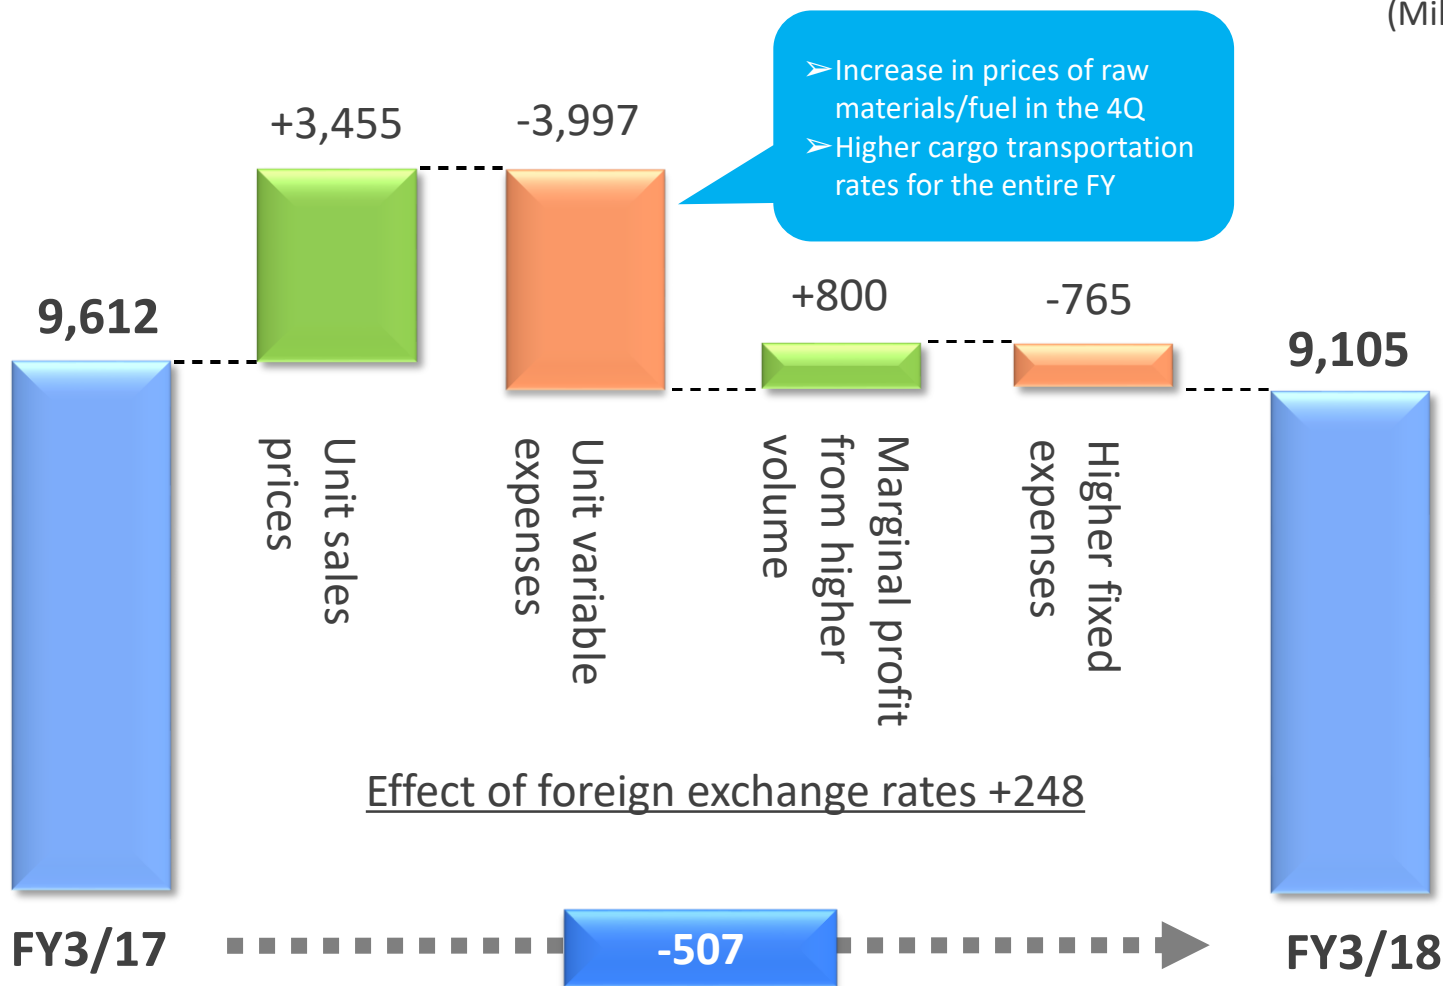 (Mil
➢Increase in prices of raw
materials/fuel in the 4Q
➢Higher cargo transportation
rates for the entire FY
+3,455
-3,997
+800
-765
9,612
9,105
Unit sales
prices
Unit variable
expenses
Marginal profit
from higher
volume
Higher fixed
expenses
Effect of foreign exchange rates +248
FY3/17
-507
FY3/18